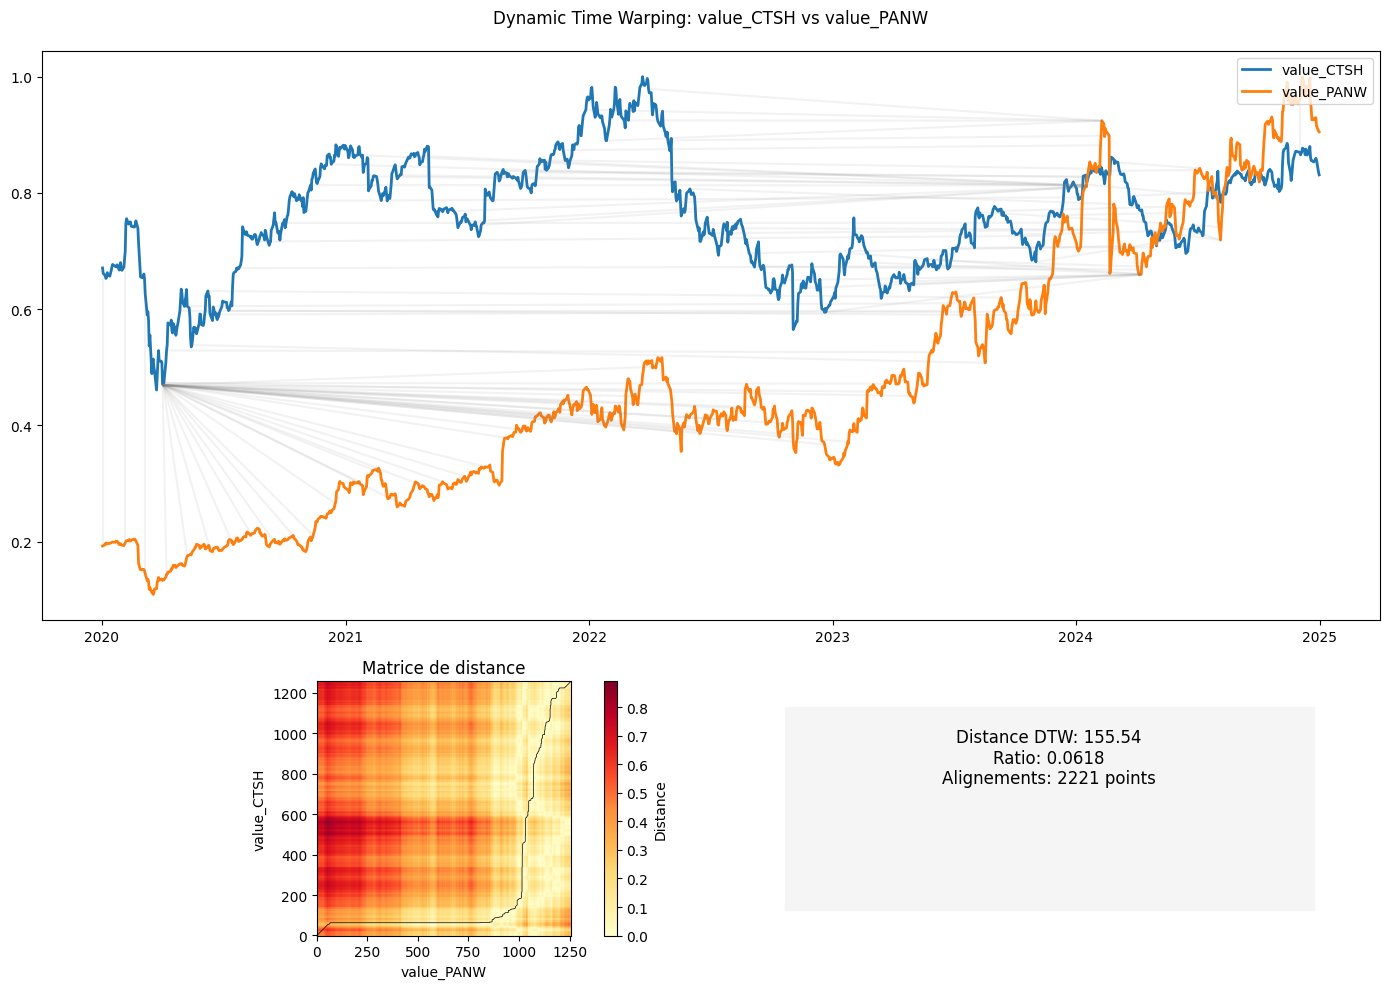 Dynamic Time Warping: value_CTSH vs value_PANW
1.0
0.8
0.6
0.4
0.2
value_CTSH
value_PANW
2020 2021 2022 2023 2024 2025
Matrice de distance
1200
1000
800
600
400
200
0
value_CTSH
0 250 500 750 1000 1250
value_PANW
0.8
0.7
0.6
0.5
0.4
0.3
0.2
0.1
0.0
Distance
Distance DTW: 155.54
Ratio: 0.0618
Alignements: 2221 points